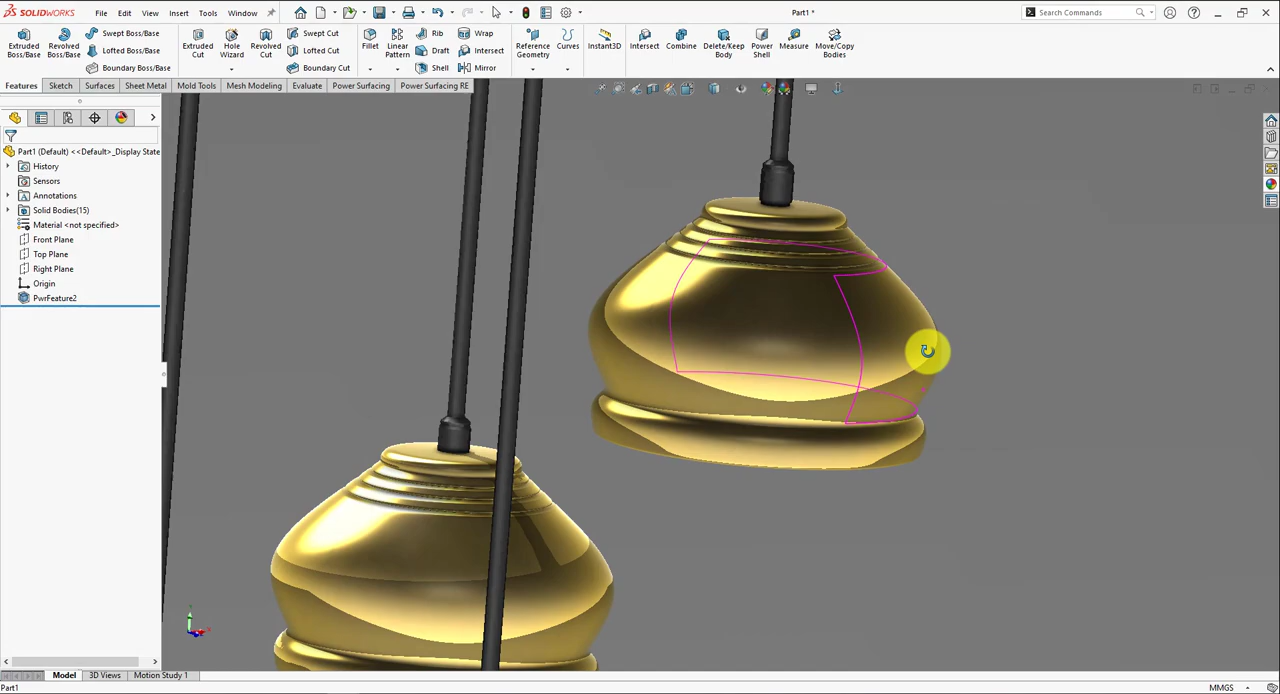 SOLIDWORKS File Edit View Insert Tools Window Part1 * Search Commands
Extruded Boss/Base Revolved Boss/Base Swept Boss/Base Lofted Boss/Base Boundary Boss/Base Extruded Cut Hole Wizard Revolved Cut Swept Cut Lofted Cut Boundary Cut Fillet Linear Pattern Rib Draft Shell Wrap Intersect Mirror Reference Geometry Curves Instant3D Intersect Combine Delete/Keep Body Power Shell Measure Move/Copy Bodies
Features Sketch Surfaces Sheet Metal Mold Tools Mesh Modeling Evaluate Power Surfacing Power Surfacing RE
Part1 (Default) <<Default>_Display State
History
Sensors
Annotations
Solid Bodies(15)
Material <not specified>
Front Plane
Top Plane
Right Plane
Origin
PwrFeature2
Model 3D Views Motion Study 1
Part1 MMGS